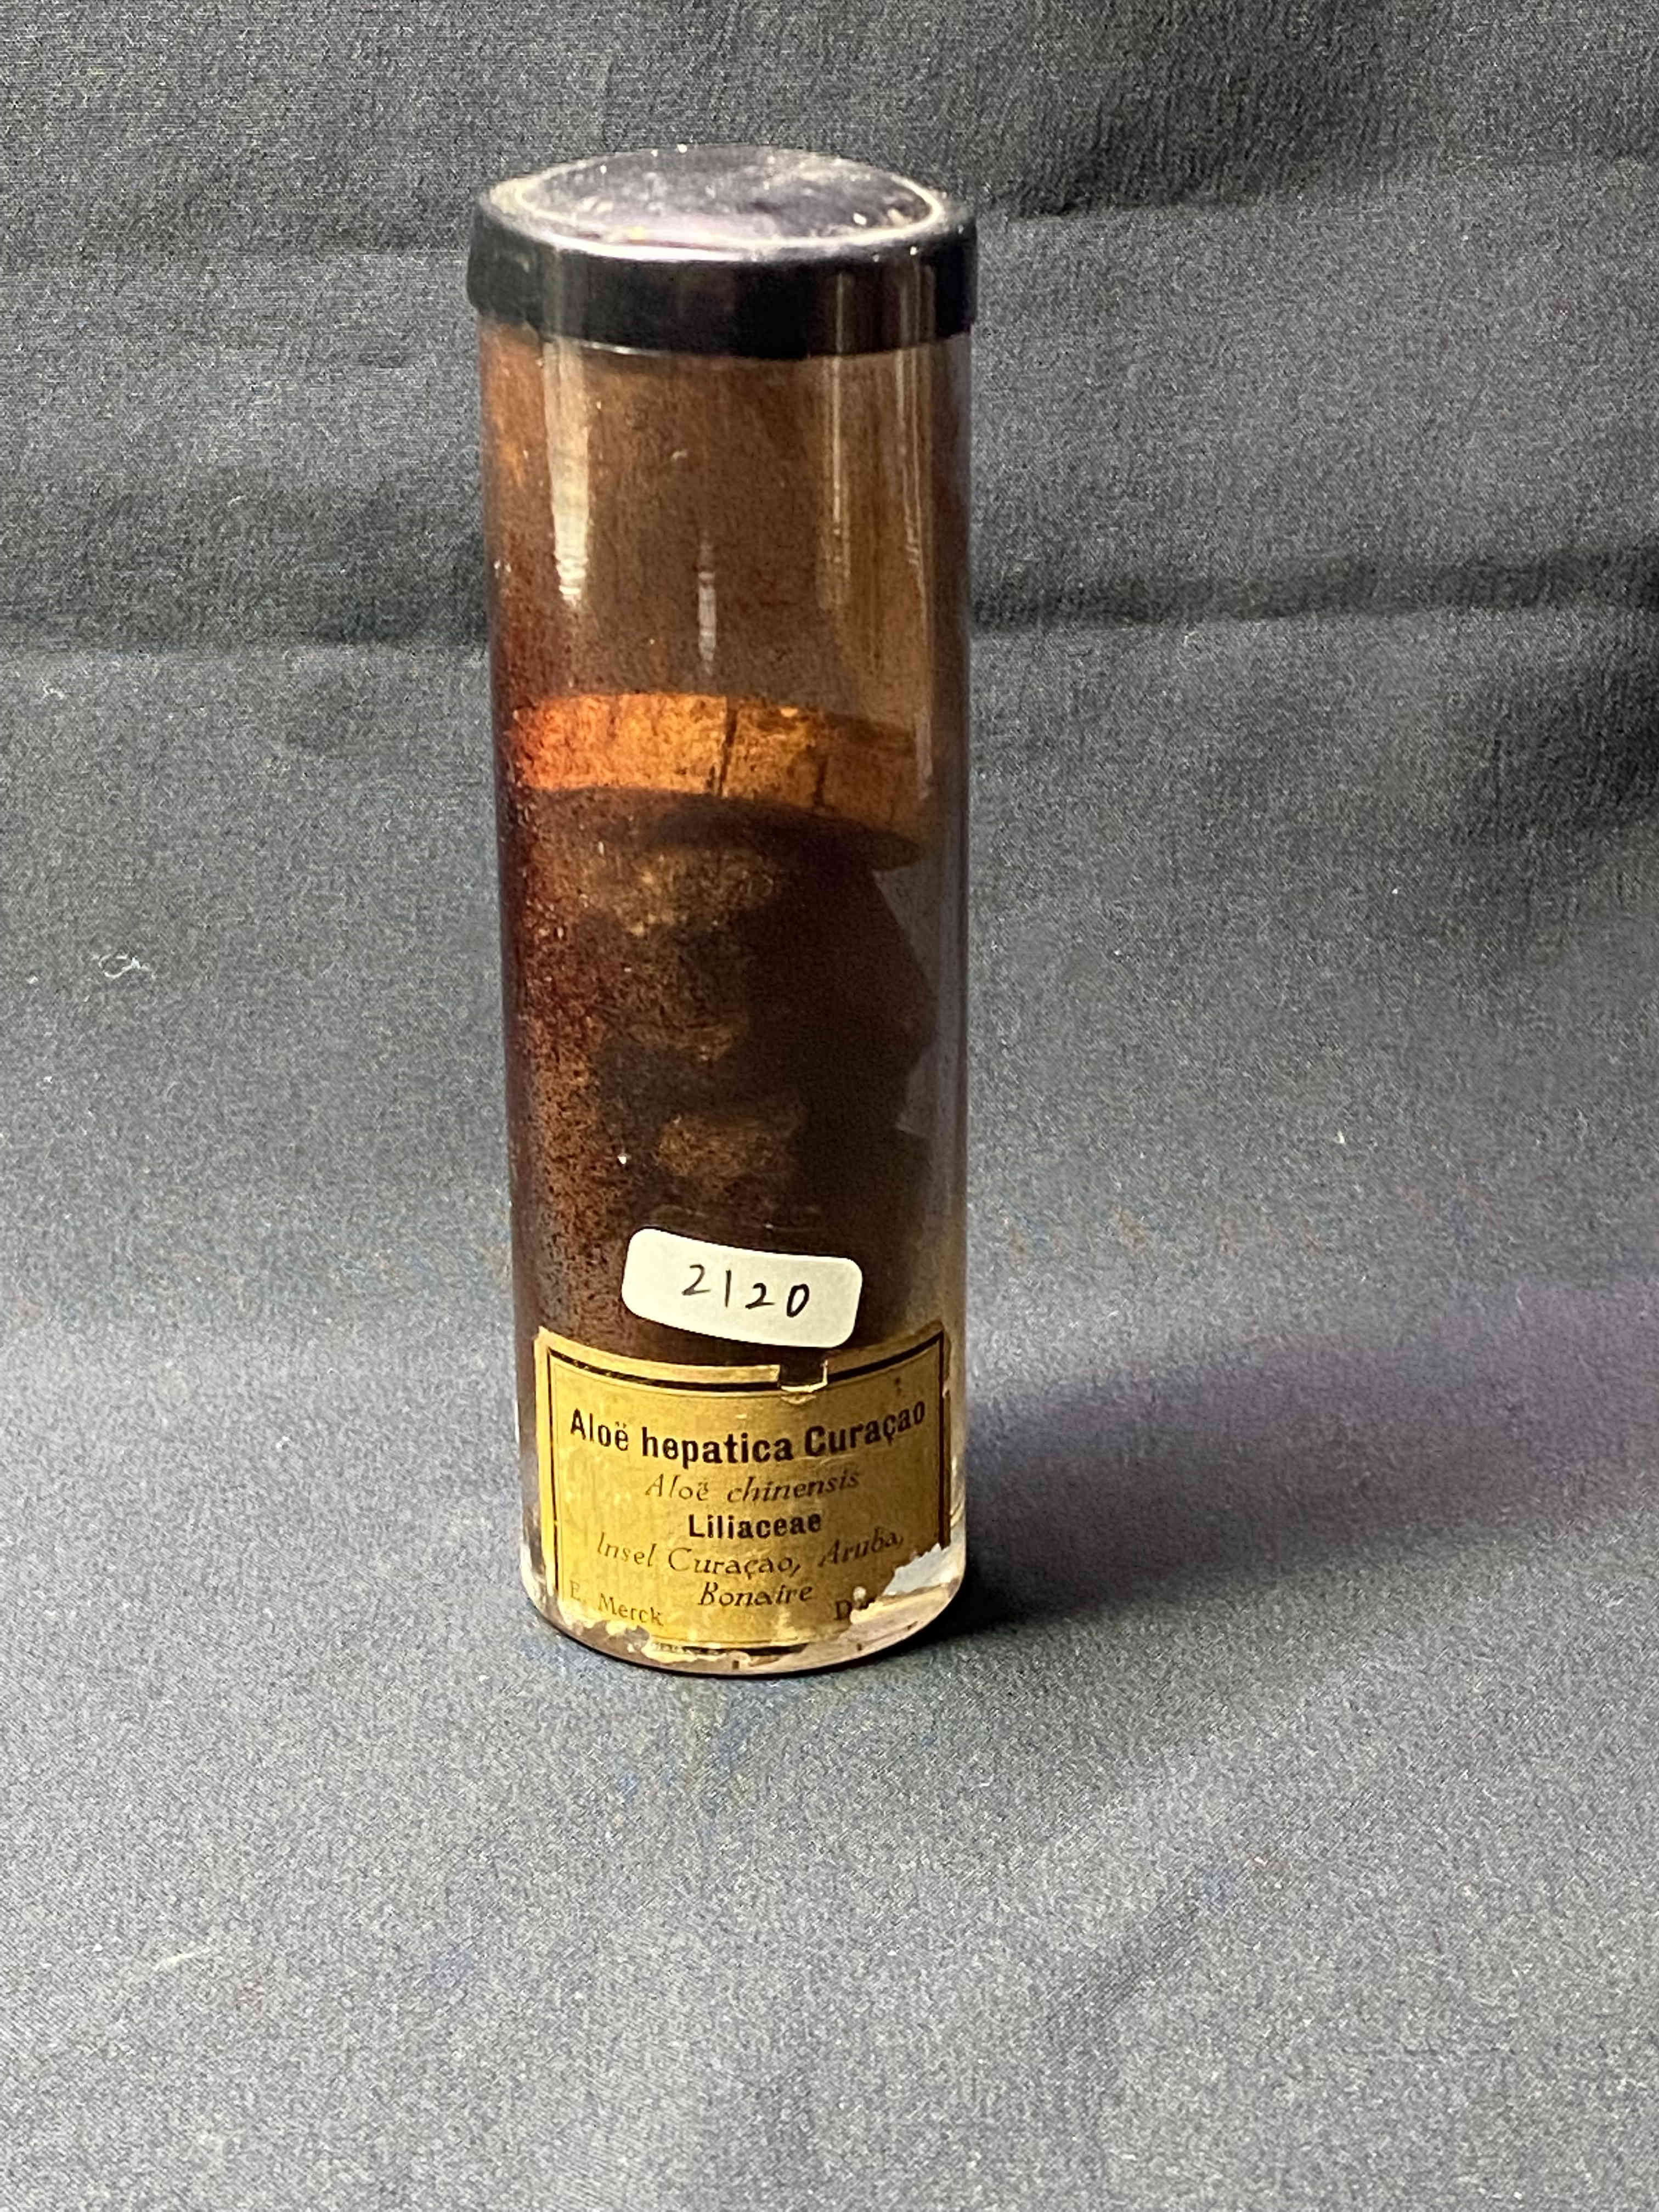 2120
Aloë hepatica Curaçao
Aloë chinensis
Liliaceae
Insel Curaçao, Aruba,
Bonaire
E. Merck